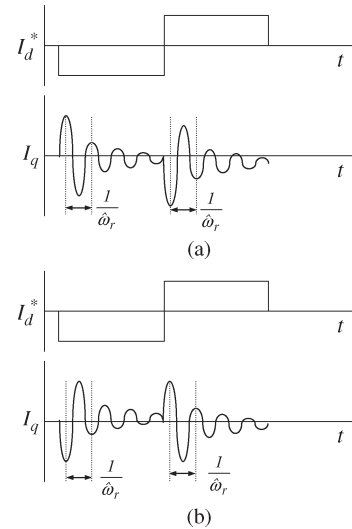 I_d^*
t
I_q
t
1/ω̂_r
1/ω̂_r
(a)
I_d^*
t
I_q
t
1/ω̂_r
1/ω̂_r
(b)